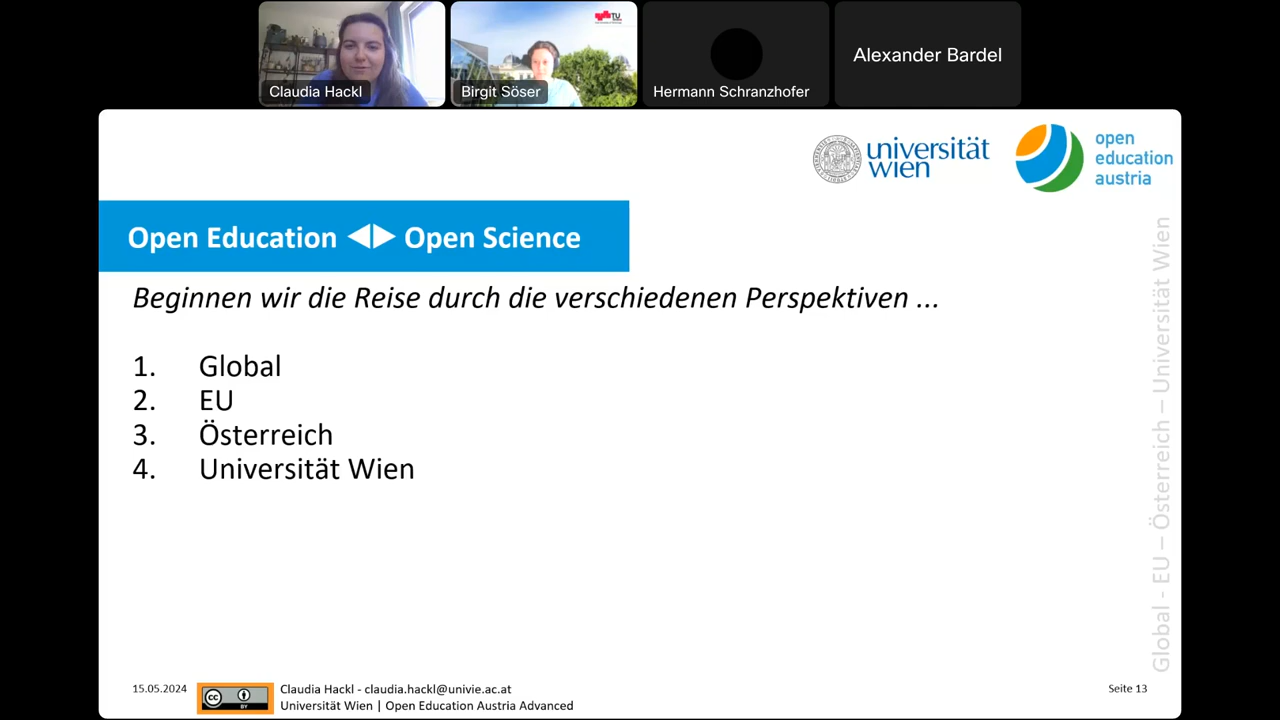 TU
Claudia Hackl
Birgit Söser
Hermann Schranzhofer
Alexander Bardel
universität
wien
open
education
austria
Open Education ◀▶ Open Science
Beginnen wir die Reise durch die verschiedenen Perspektiven ...
1. Global
2. EU
3. Österreich
4. Universität Wien
Global - EU – Österreich – Universität Wien
15.05.2024
cc
BY
Claudia Hackl - claudia.hackl@univie.ac.at
Universität Wien | Open Education Austria Advanced
Seite 13